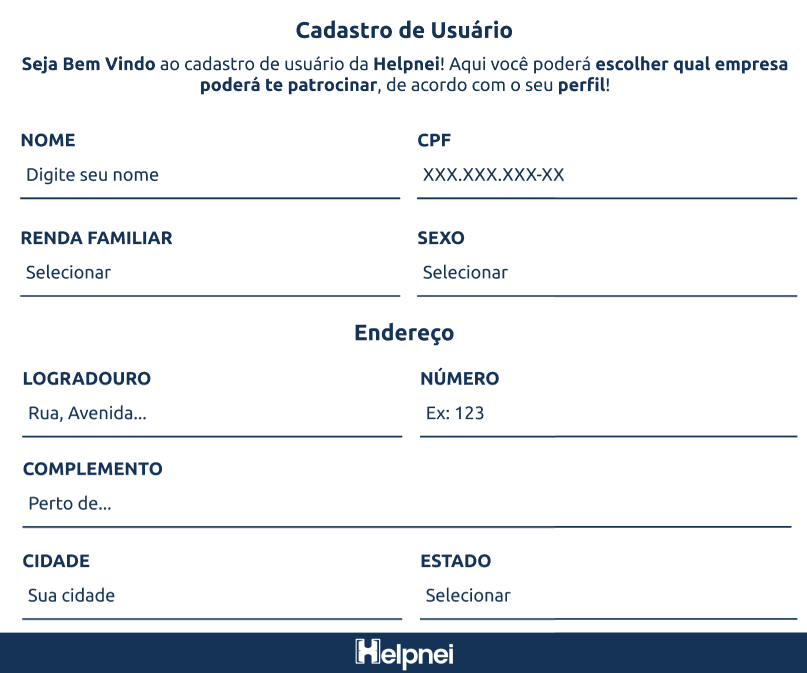 Cadastro de Usuário
Seja Bem Vindo ao cadastro de usuário da Helpnei! Aqui você poderá escolher qual empresa
poderá te patrocinar, de acordo com o seu perfil!
NOME
CPF
Digite seu nome
XXX.XXX.XXX-XX
RENDA FAMILIAR
SEXO
Selecionar
Selecionar
Endereço
LOGRADOURO
NÚMERO
Rua, Avenida...
Ex: 123
COMPLEMENTO
Perto de...
CIDADE
ESTADO
Sua cidade
Selecionar
Helpnei